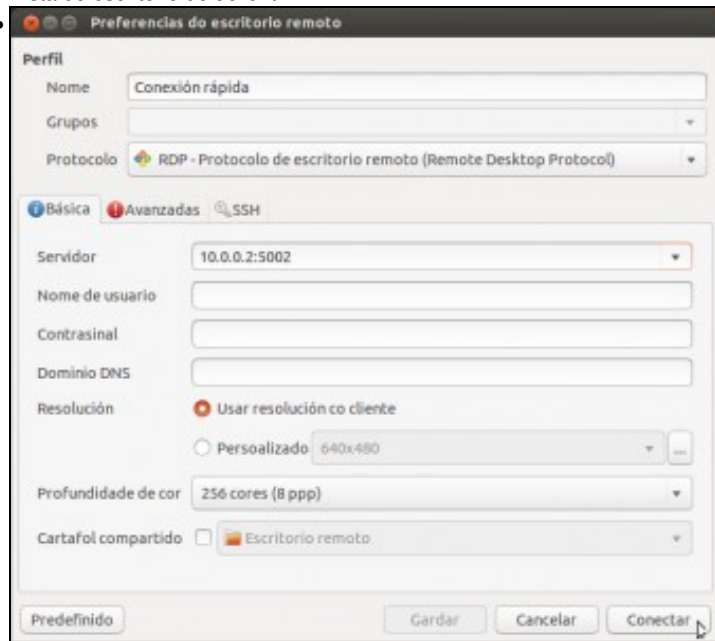 Preferencias do escritorio remoto
Perfil
Nome Conexión rápida
Grupos
Protocolo RDP - Protocolo de escritorio remoto (Remote Desktop Protocol)
Básica Avanzadas SSH
Servidor 10.0.0.2:5002
Nome de usuario
Contrasinal
Dominio DNS
Resolución Usar resolución co cliente
Persoalizado 640x480 ...
Profundidade de cor 256 cores (8 ppp)
Cartafol compartido Escritorio remoto
Predefinido Gardar Cancelar Conectar